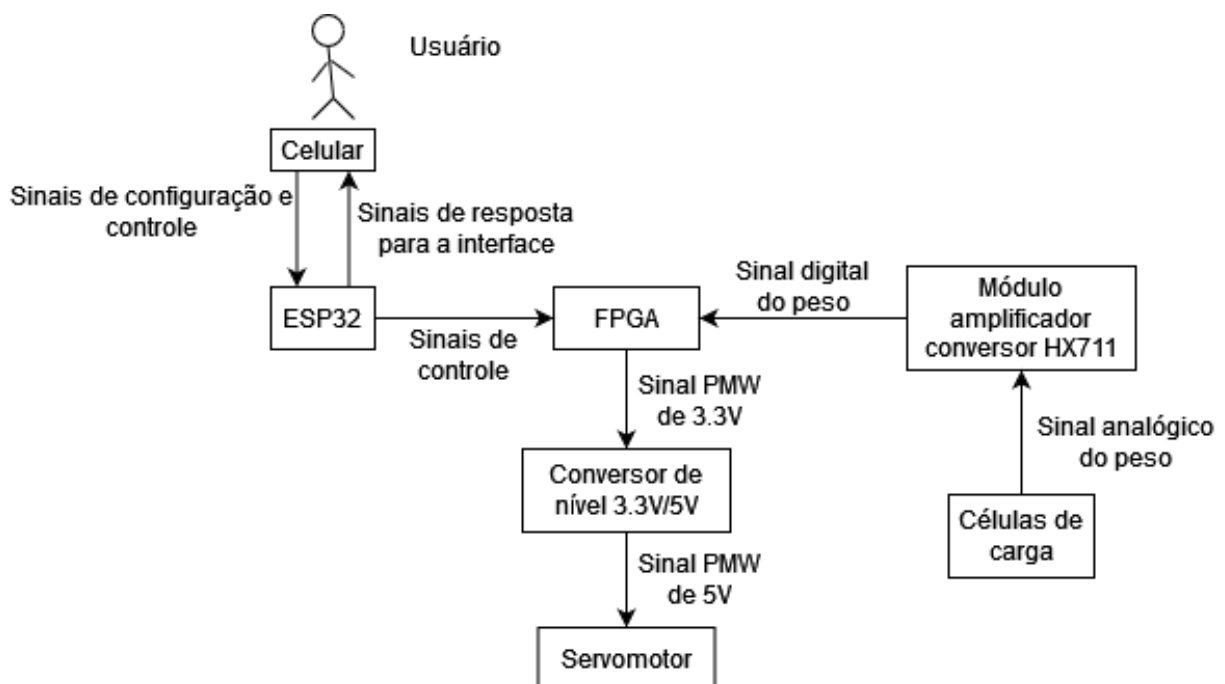 Usuário
Celular
Sinais de configuração e
controle
Sinais de resposta
para a interface
ESP32
Sinais de
controle
FPGA
Sinal digital
do peso
Módulo
amplificador
conversor HX711
Sinal PMW
de 3.3V
Sinal analógico
do peso
Conversor de
nível 3.3V/5V
Células de
carga
Sinal PMW
de 5V
Servomotor